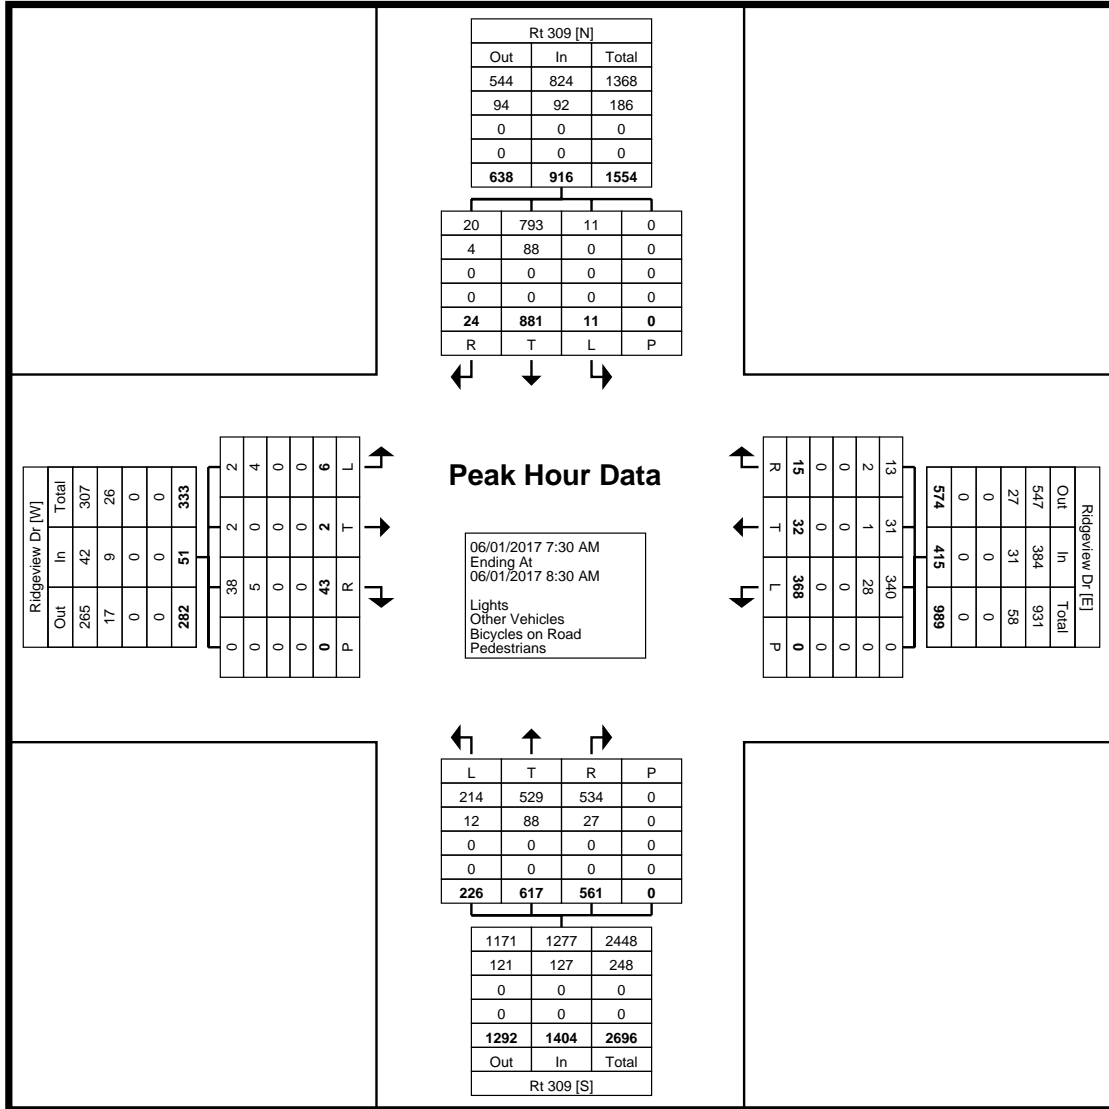 Rt 309 [N]
Out In Total
544 824 1368
94 92 186
0 0 0
0 0 0
638 916 1554
20 793 11 0
4 88 0 0
0 0 0 0
0 0 0 0
24 881 11 0
R T L P
Ridgeview Dr [W]
Out In Total
265 42 307
17 9 26
0 0 0
0 0 0
282 51 333
2 2 38 0
4 0 5 0
0 0 0 0
0 0 0 0
6 2 43 0
L T R P
Peak Hour Data
06/01/2017 7:30 AM
Ending At
06/01/2017 8:30 AM
Lights
Other Vehicles
Bicycles on Road
Pedestrians
Ridgeview Dr [E]
Out In Total
547 384 931
27 31 58
0 0 0
0 0 0
574 415 989
13 31 340 0
2 1 28 0
0 0 0 0
0 0 0 0
15 32 368 0
R T L P
L T R P
214 529 534 0
12 88 27 0
0 0 0 0
0 0 0 0
226 617 561 0
1171 1277 2448
121 127 248
0 0 0
0 0 0
1292 1404 2696
Out In Total
Rt 309 [S]